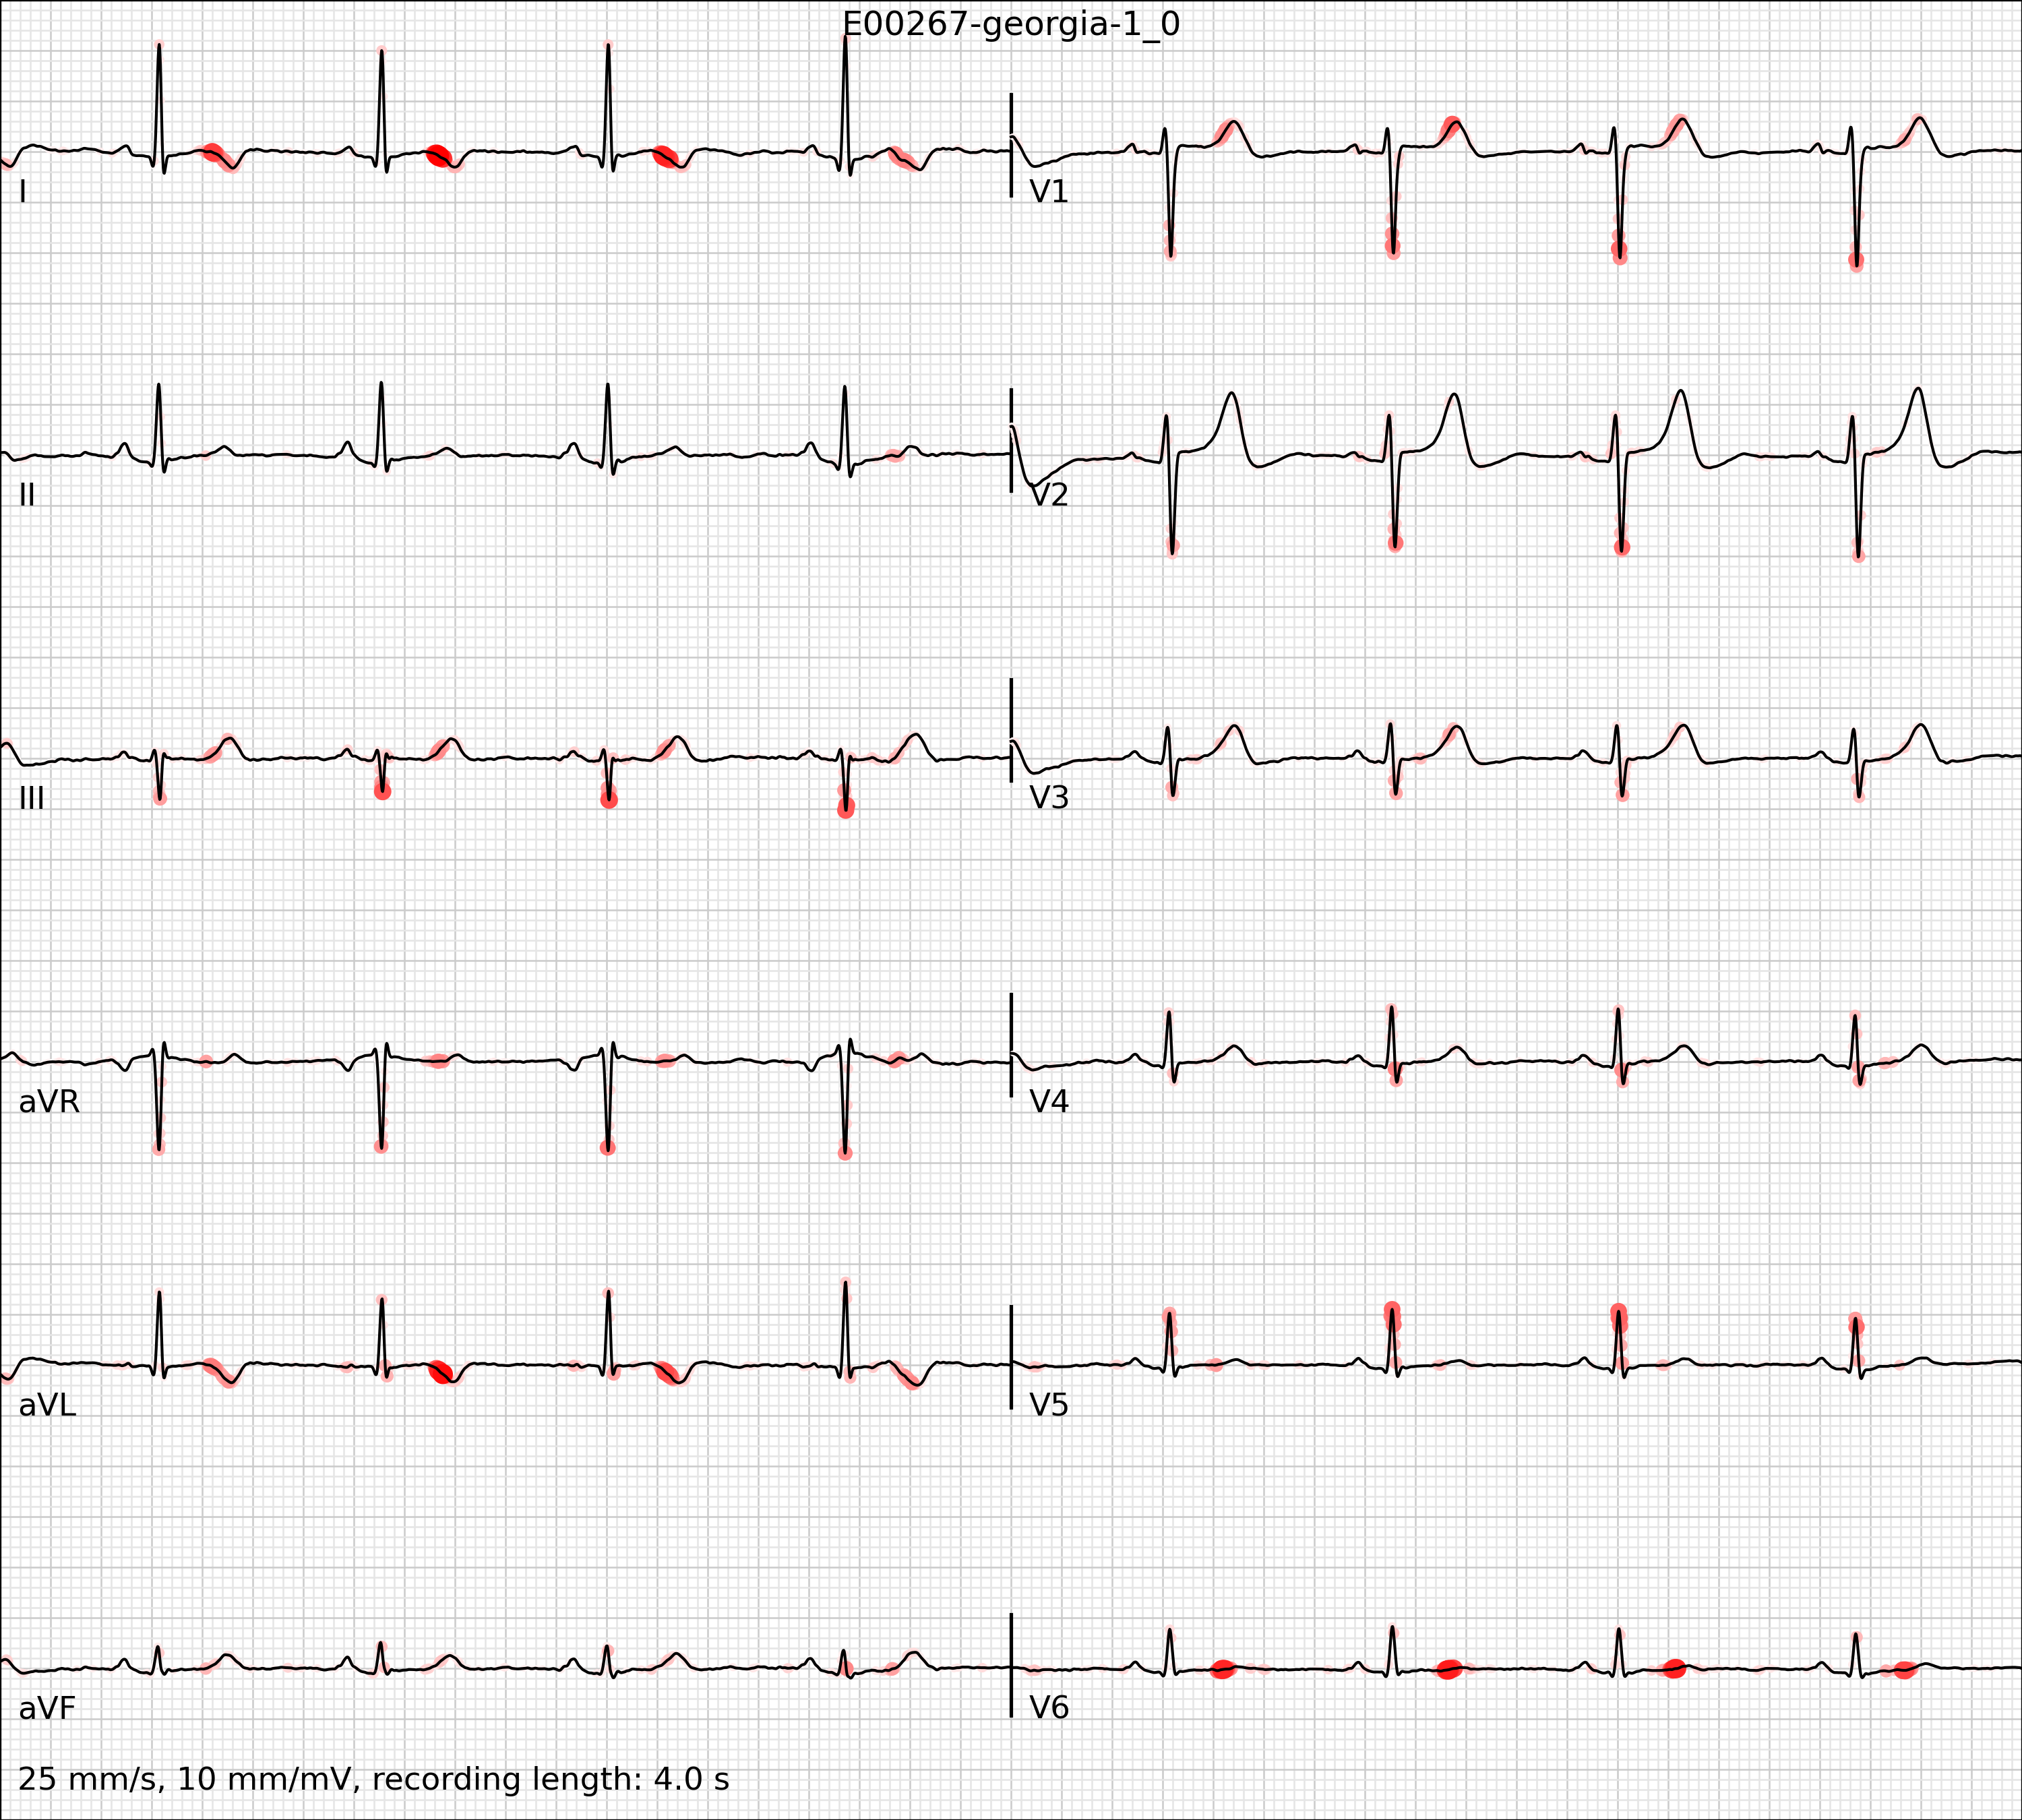 E00267-georgia-1_0
I
V1
II
V2
III
V3
aVR
V4
aVL
V5
aVF
V6
25 mm/s, 10 mm/mV, recording length: 4.0 s